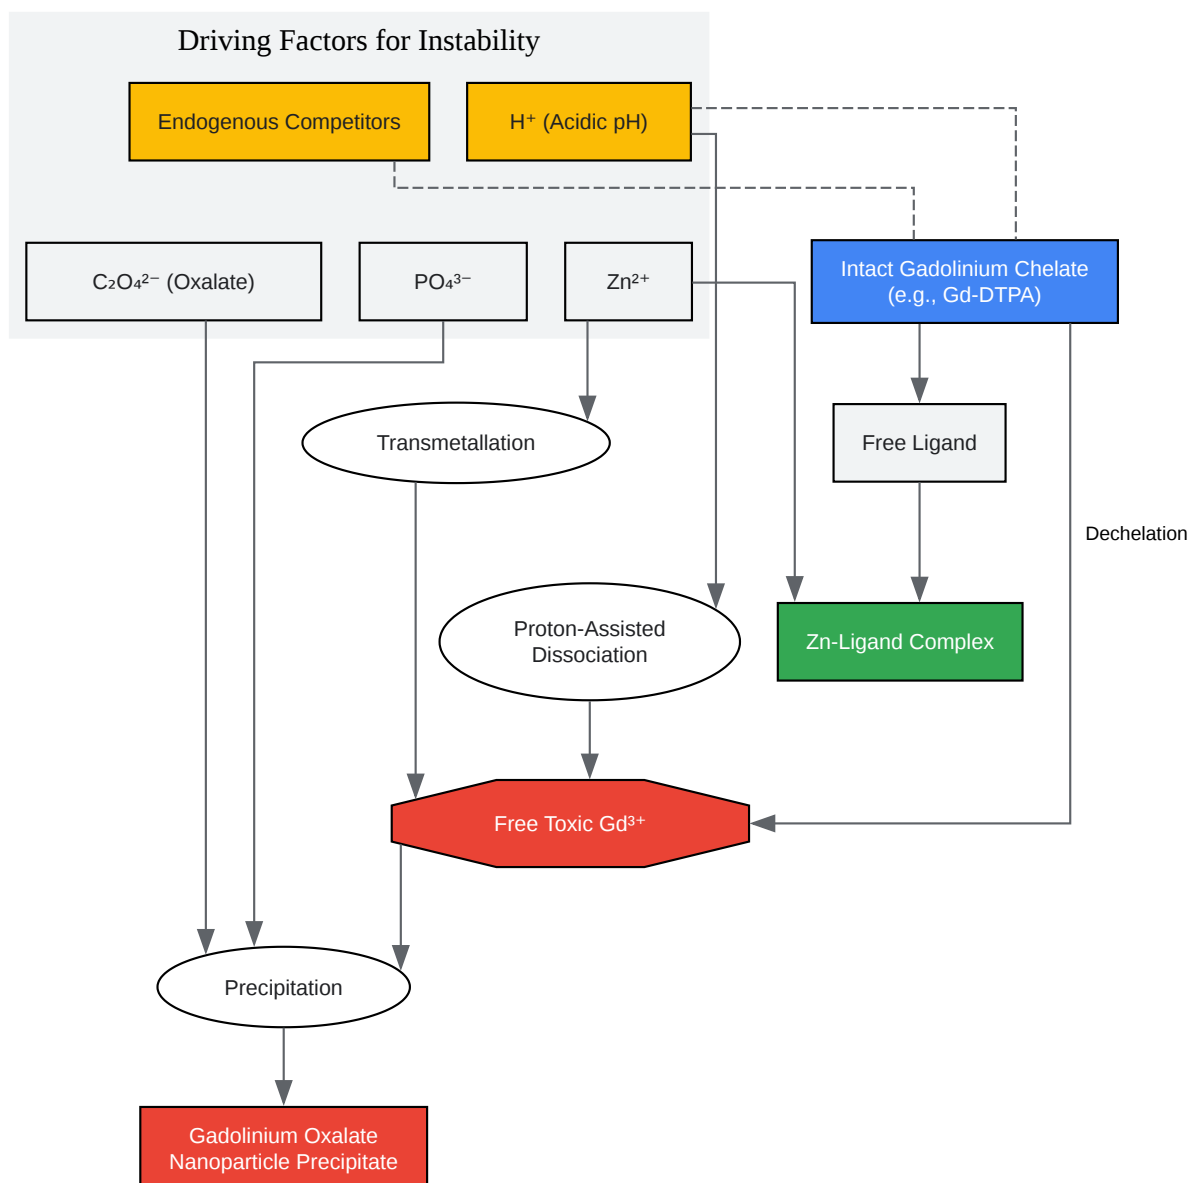 Driving Factors for Instability
Endogenous Competitors
H⁺ (Acidic pH)
C₂O₄²⁻ (Oxalate)
PO₄³⁻
Zn²⁺
Intact Gadolinium Chelate
(e.g., Gd-DTPA)
Transmetallation
Free Ligand
Dechelation
Proton-Assisted
Dissociation
Zn-Ligand Complex
Free Toxic Gd³⁺
Precipitation
Gadolinium Oxalate
Nanoparticle Precipitate